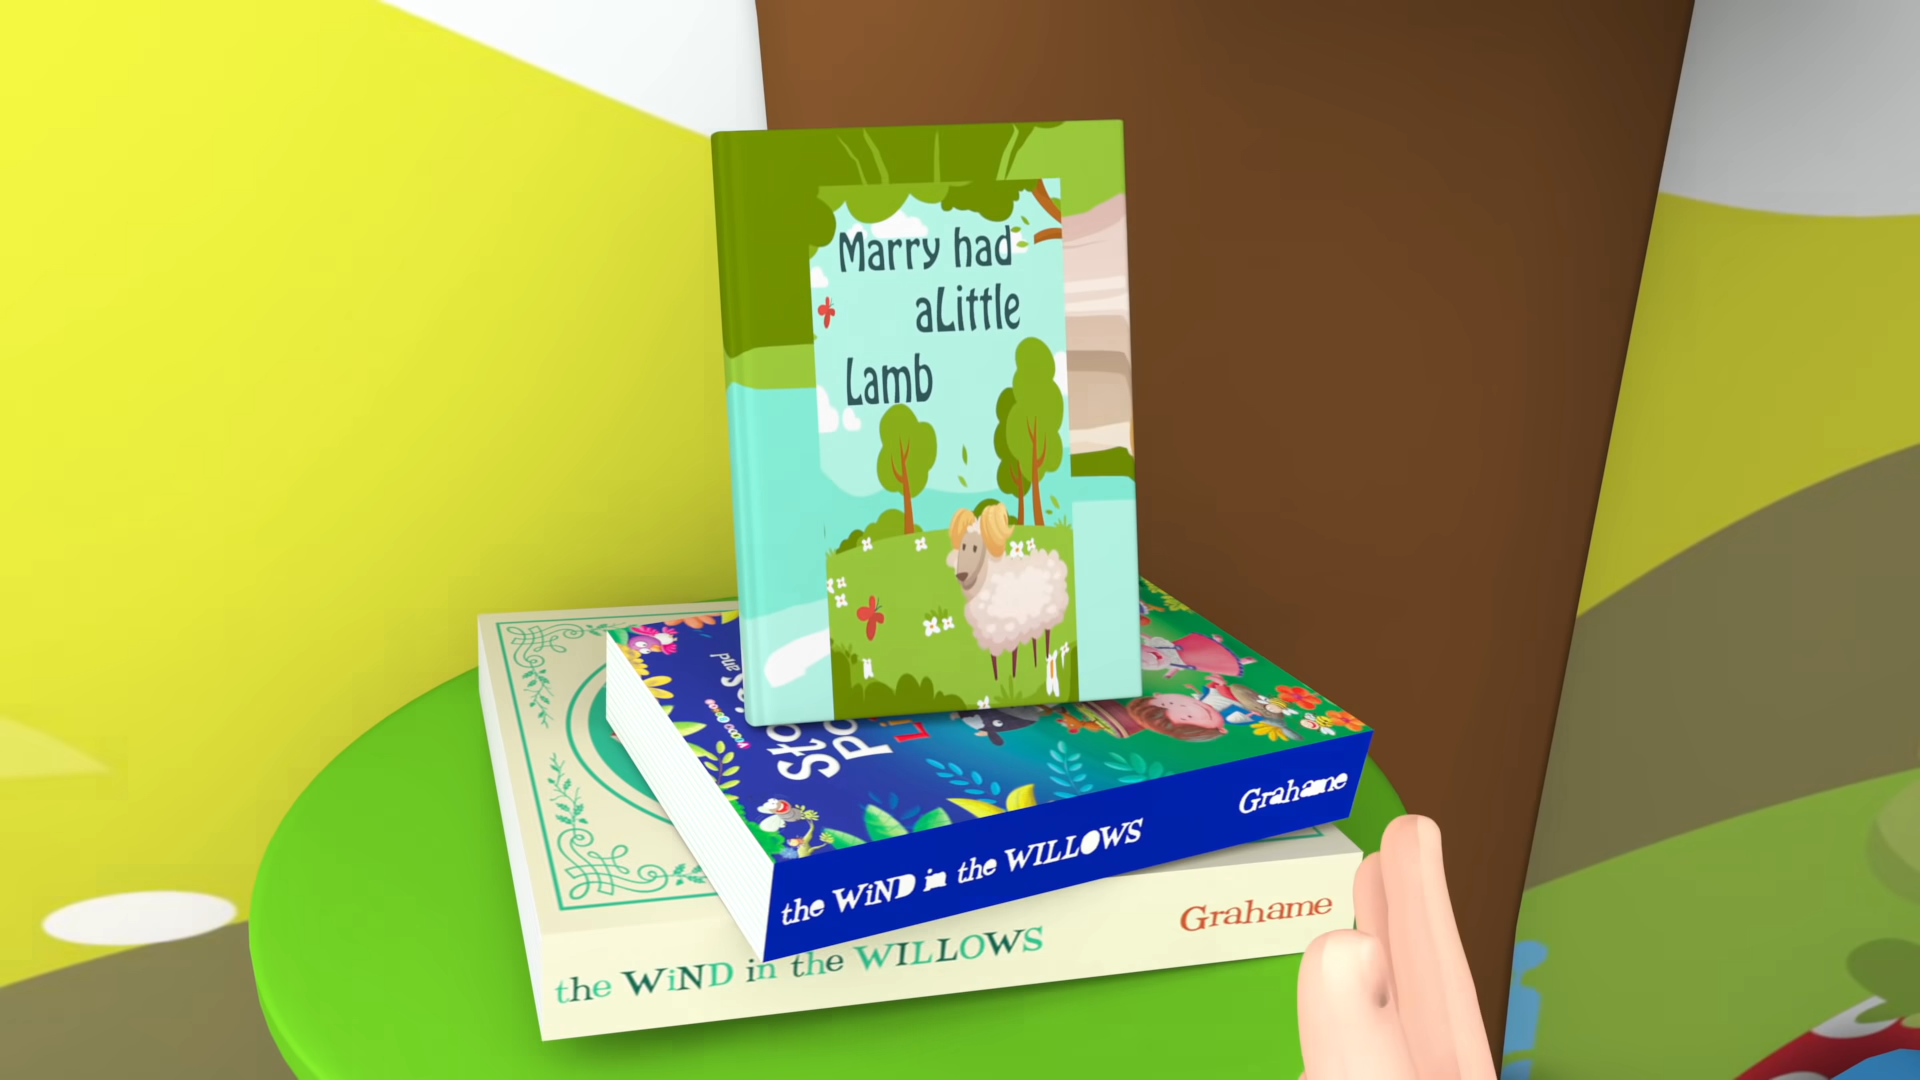 Marry had
aLittle
Lamb
the WiND in the WILLOWS Grahame
the WiND in the WILLOWS Grahame